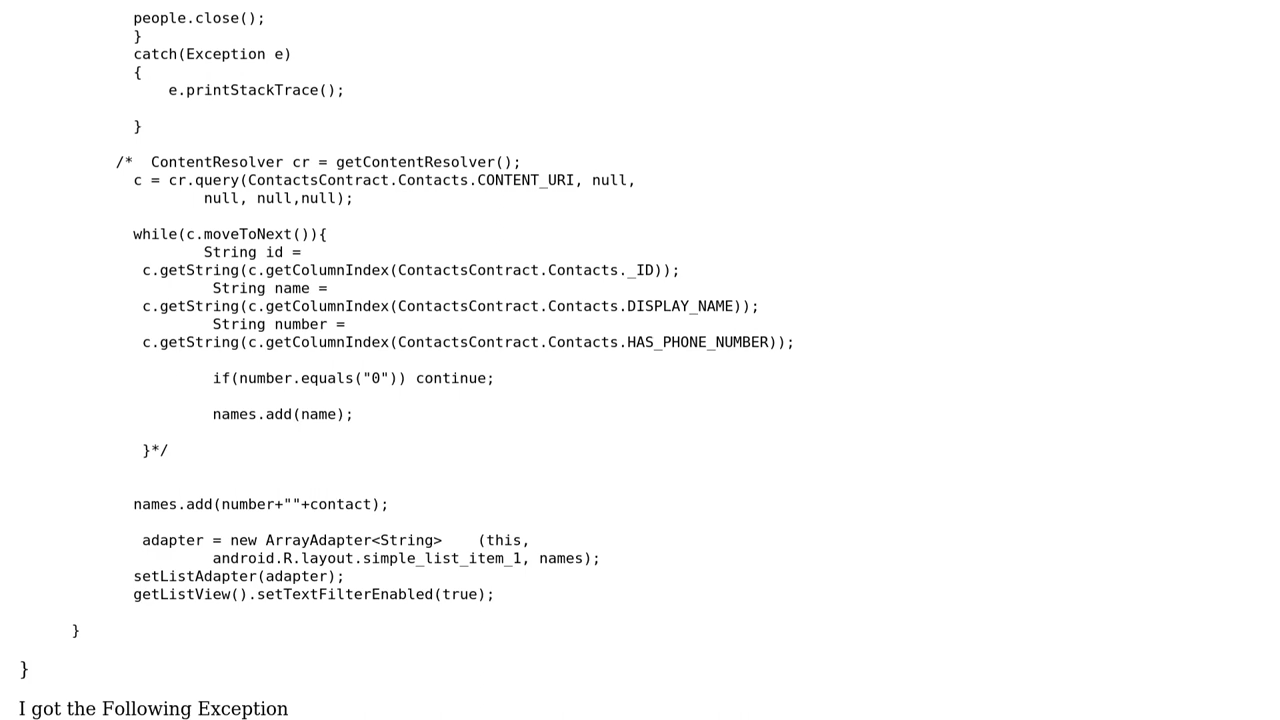 people.close();
}
catch(Exception e)
{
e.printStackTrace();
}
/*  ContentResolver cr = getContentResolver();
c = cr.query(ContactsContract.Contacts.CONTENT_URI, null,
null, null,null);
while(c.moveToNext()){
String id =
c.getString(c.getColumnIndex(ContactsContract.Contacts._ID));
String name =
c.getString(c.getColumnIndex(ContactsContract.Contacts.DISPLAY_NAME));
String number =
c.getString(c.getColumnIndex(ContactsContract.Contacts.HAS_PHONE_NUMBER));
if(number.equals("0")) continue;
names.add(name);
}*/
names.add(number+""+contact);
adapter = new ArrayAdapter<String>    (this,
android.R.layout.simple_list_item_1, names);
setListAdapter(adapter);
getListView().setTextFilterEnabled(true);
}
}
I got the Following Exception